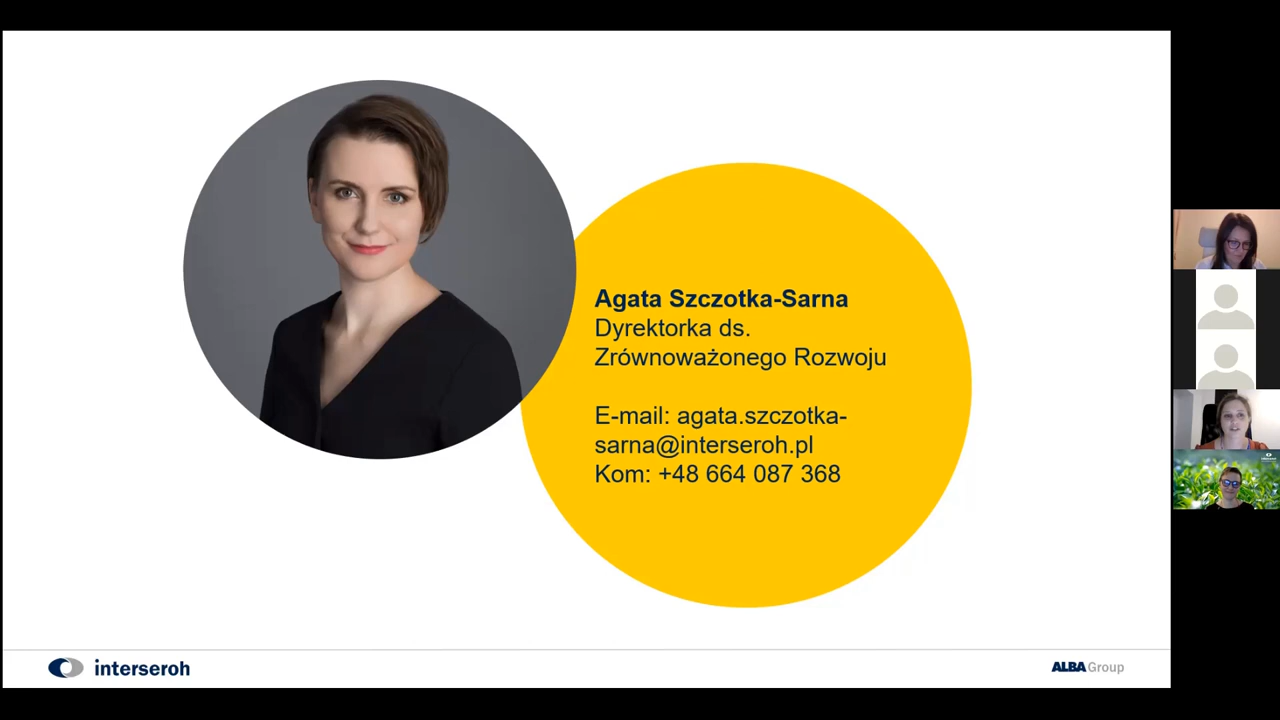 Agata Szczotka-Sarna
Dyrektorka ds.
Zrównoważonego Rozwoju
E-mail: agata.szczotka-
sarna@interseroh.pl
Kom: +48 664 087 368
interseroh
ALBA Group